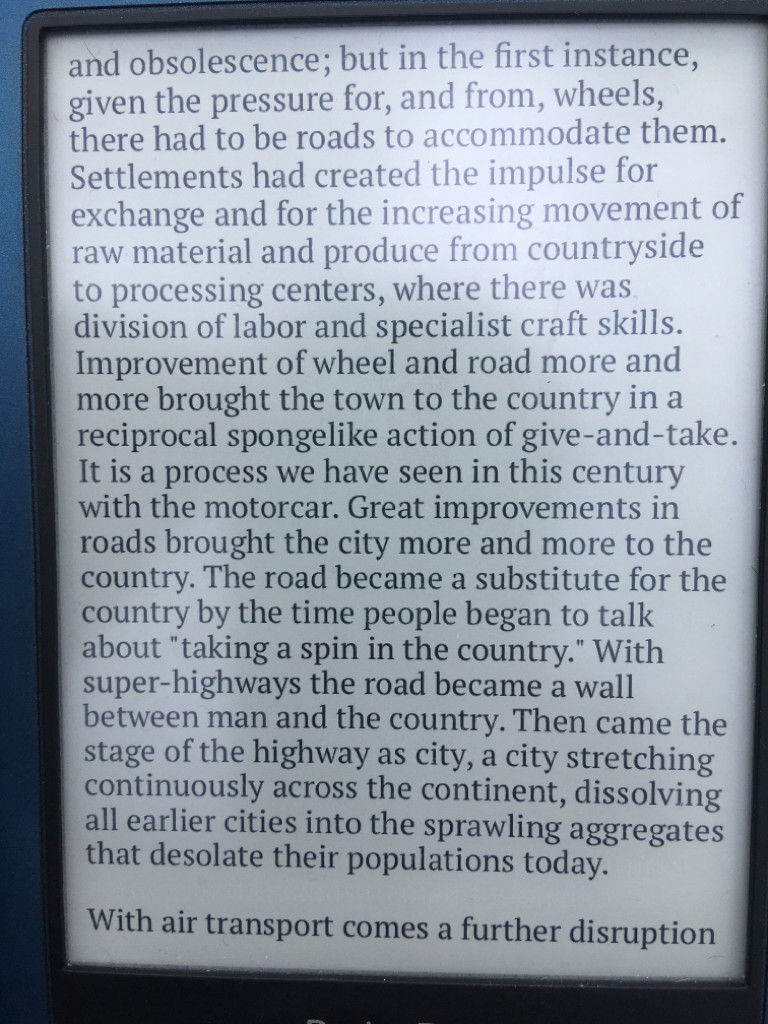 and obsolescence; but in the first instance,
given the pressure for, and from, wheels,
there had to be roads to accommodate them.
Settlements had created the impulse for
exchange and for the increasing movement of
raw material and produce from countryside
to processing centers, where there was
division of labor and specialist craft skills.
Improvement of wheel and road more and
more brought the town to the country in a
reciprocal spongelike action of give-and-take.
It is a process we have seen in this century
with the motorcar. Great improvements in
roads brought the city more and more to the
country. The road became a substitute for the
country by the time people began to talk
about "taking a spin in the country." With
super-highways the road became a wall
between man and the country. Then came the
stage of the highway as city, a city stretching
continuously across the continent, dissolving
all earlier cities into the sprawling aggregates
that desolate their populations today.
With air transport comes a further disruption